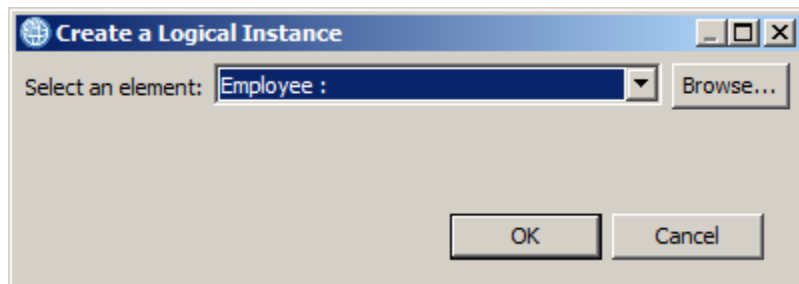 Create a Logical Instance
Select an element: Employee : Browse...
OK Cancel